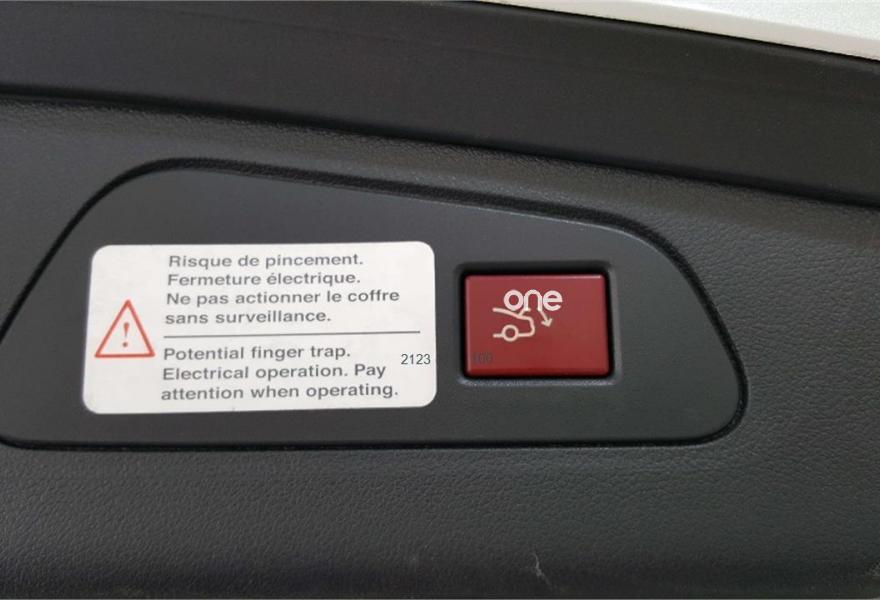 Risque de pincement.
Fermeture électrique.
Ne pas actionner le coffre
sans surveillance.
Potential finger trap.
Electrical operation. Pay
attention when operating.
one
2123 100